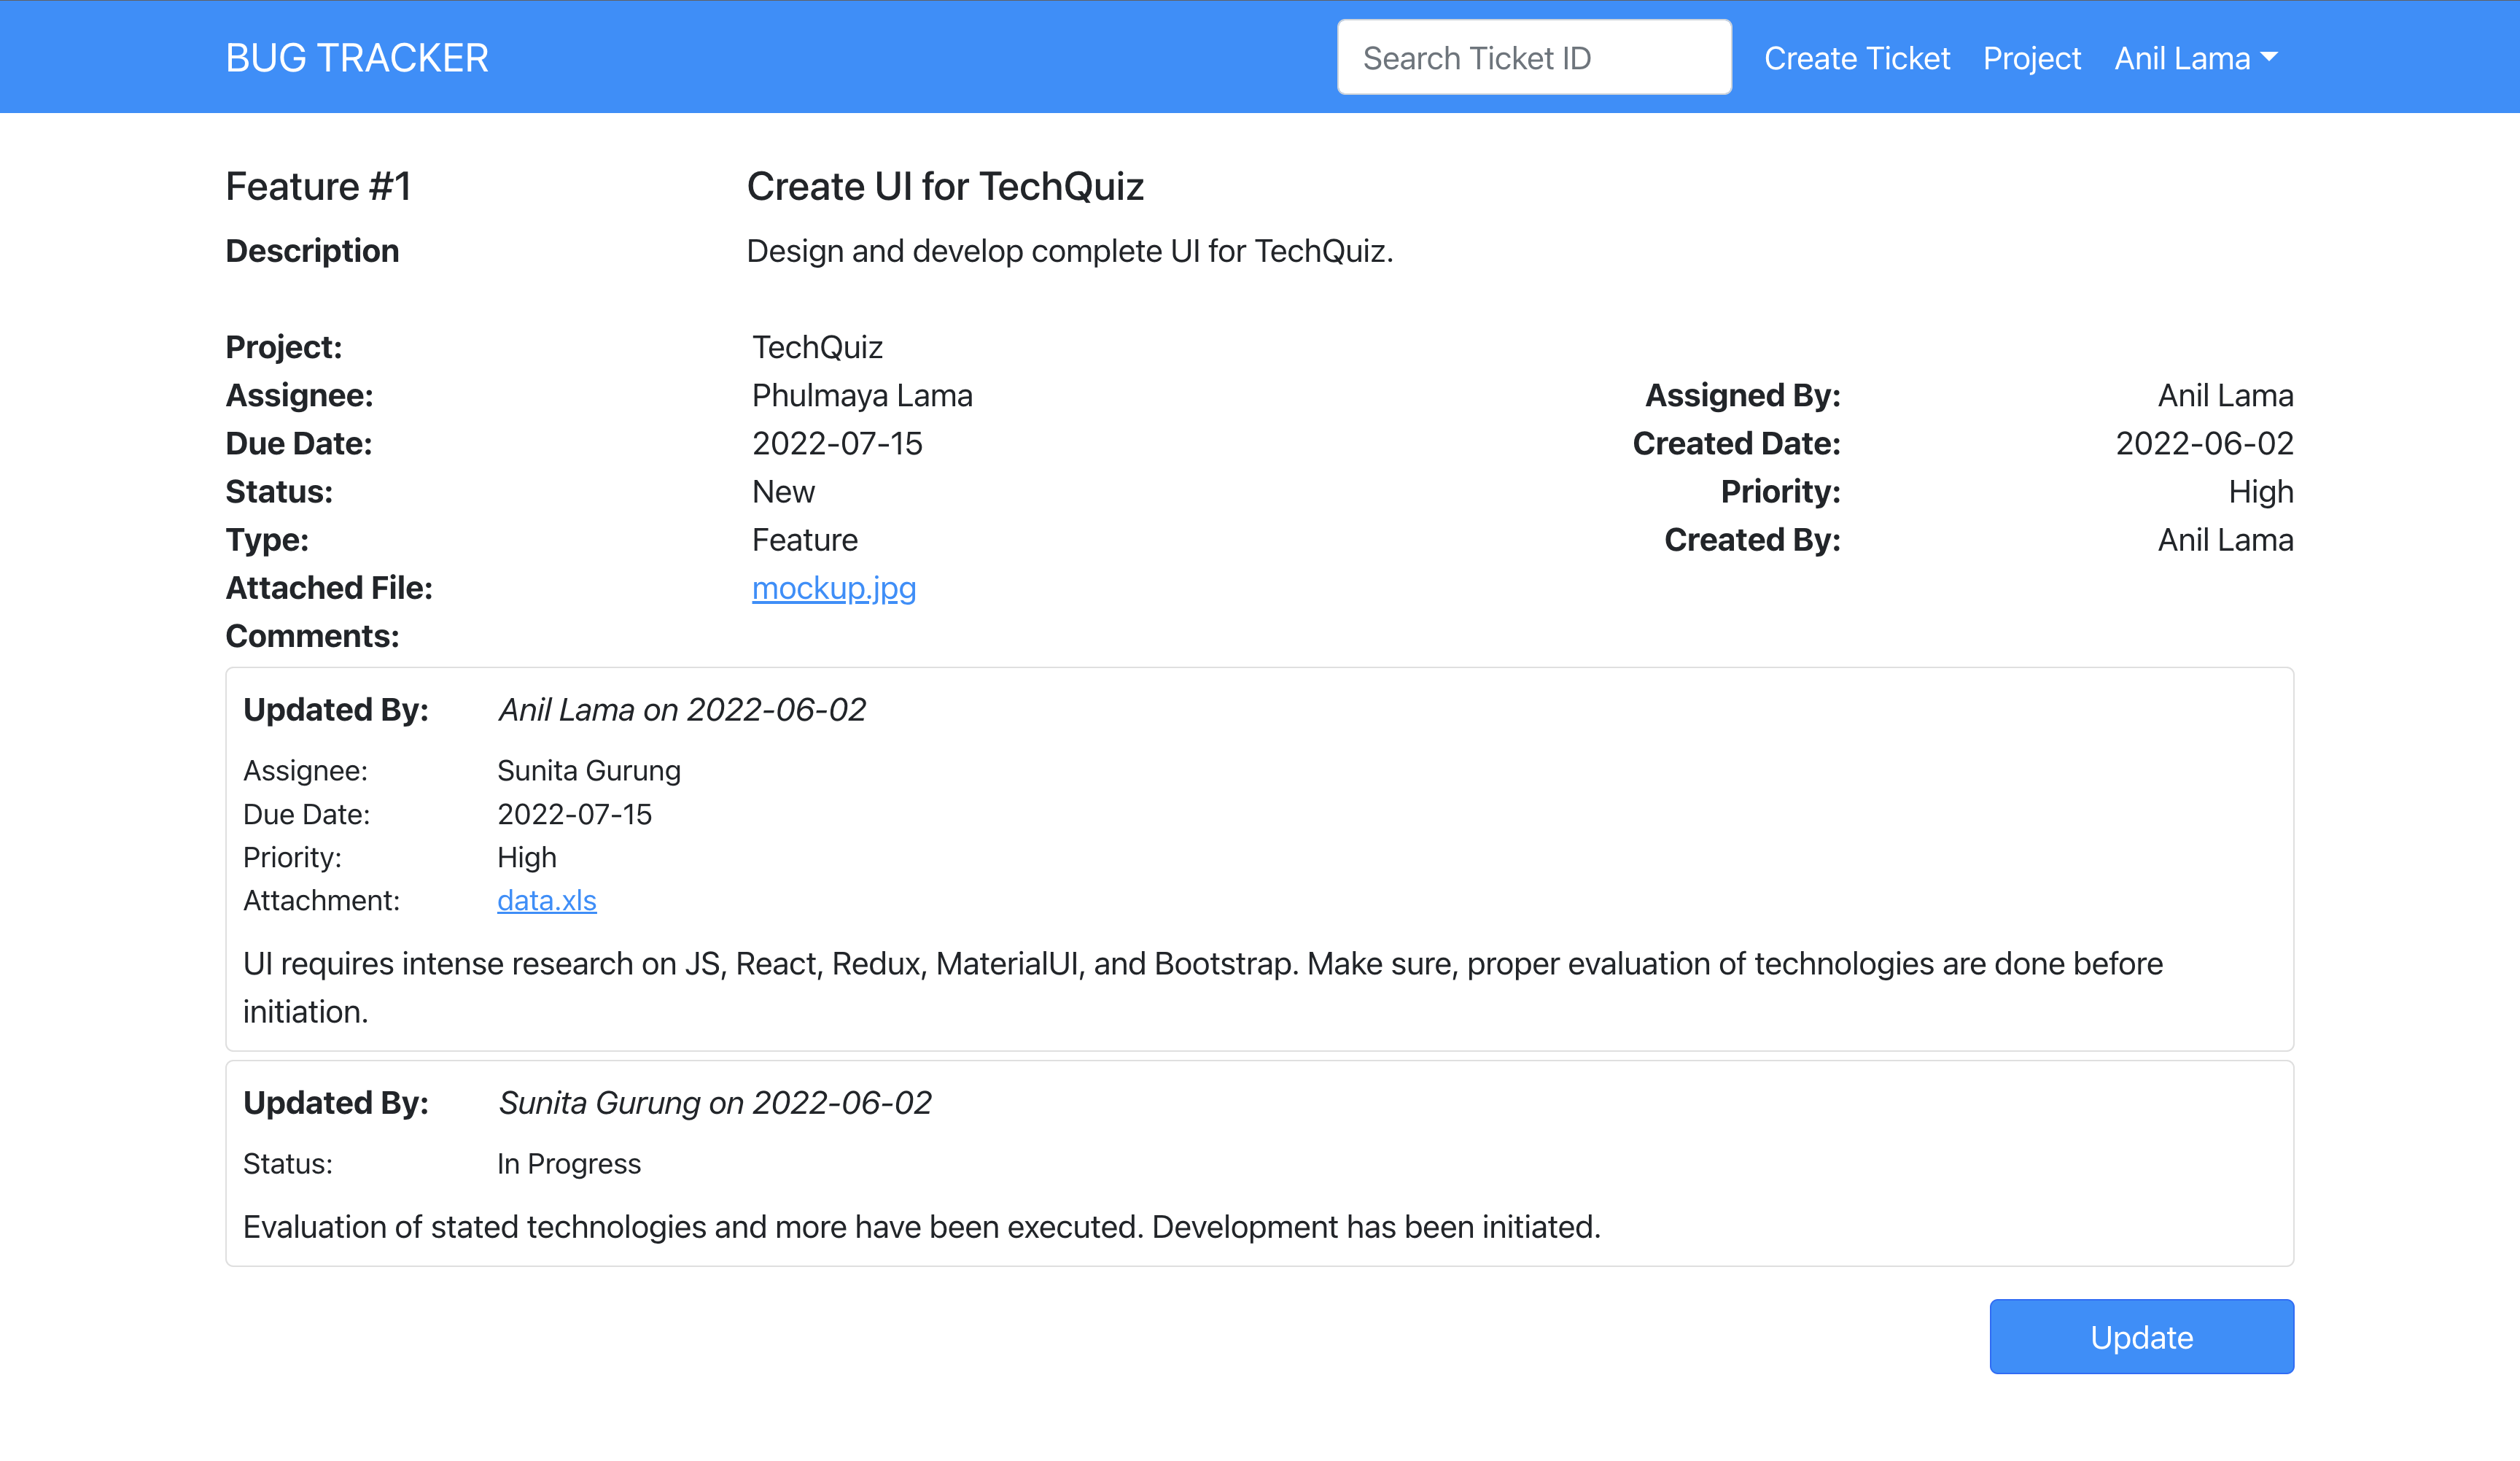 BUG TRACKER Search Ticket ID Create Ticket Project Anil Lama
Feature #1 Create UI for TechQuiz
Description Design and develop complete UI for TechQuiz.
Project: TechQuiz
Assignee: Phulmaya Lama Assigned By: Anil Lama
Due Date: 2022-07-15 Created Date: 2022-06-02
Status: New Priority: High
Type: Feature Created By: Anil Lama
Attached File: mockup.jpg
Comments:
Updated By: Anil Lama on 2022-06-02
Assignee: Sunita Gurung
Due Date: 2022-07-15
Priority: High
Attachment: data.xls
UI requires intense research on JS, React, Redux, MaterialUI, and Bootstrap. Make sure, proper evaluation of technologies are done before
initiation.
Updated By: Sunita Gurung on 2022-06-02
Status: In Progress
Evaluation of stated technologies and more have been executed. Development has been initiated.
Update